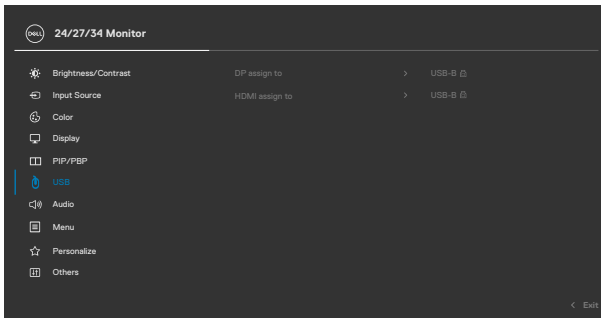 DELL 24/27/34 Monitor
Brightness/Contrast DP assign to > USB-B
Input Source HDMI assign to > USB-B
Color
Display
PIP/PBP
USB
Audio
Menu
Personalize
Others
< Exit